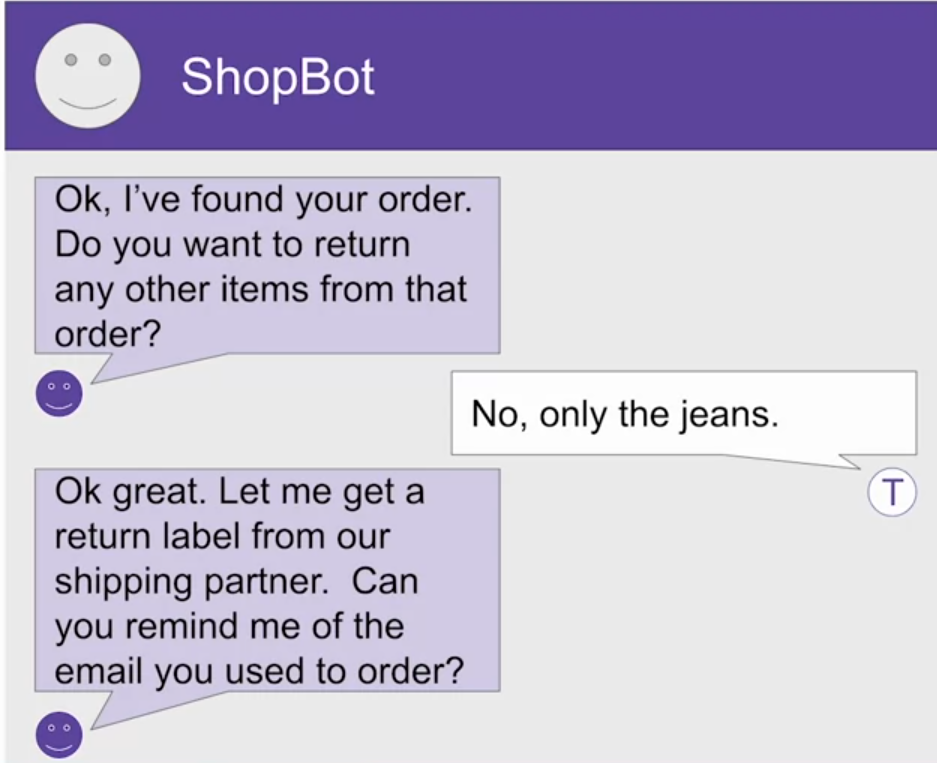 ShopBot
Ok, I’ve found your order.
Do you want to return
any other items from that
order?
No, only the jeans.
T
Ok great. Let me get a
return label from our
shipping partner.  Can
you remind me of the
email you used to order?